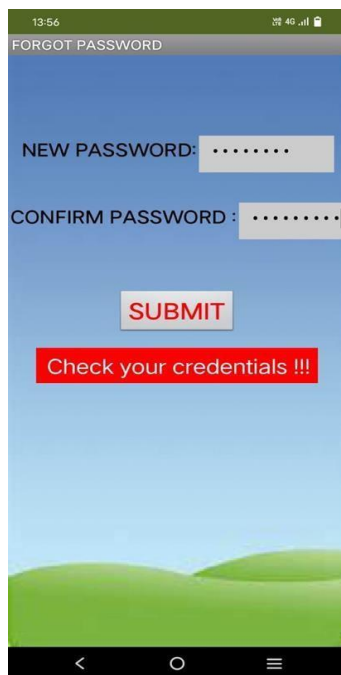 13:56
4G
FORGOT PASSWORD
NEW PASSWORD: ••••••••
CONFIRM PASSWORD : •••••••••
SUBMIT
Check your credentials !!!